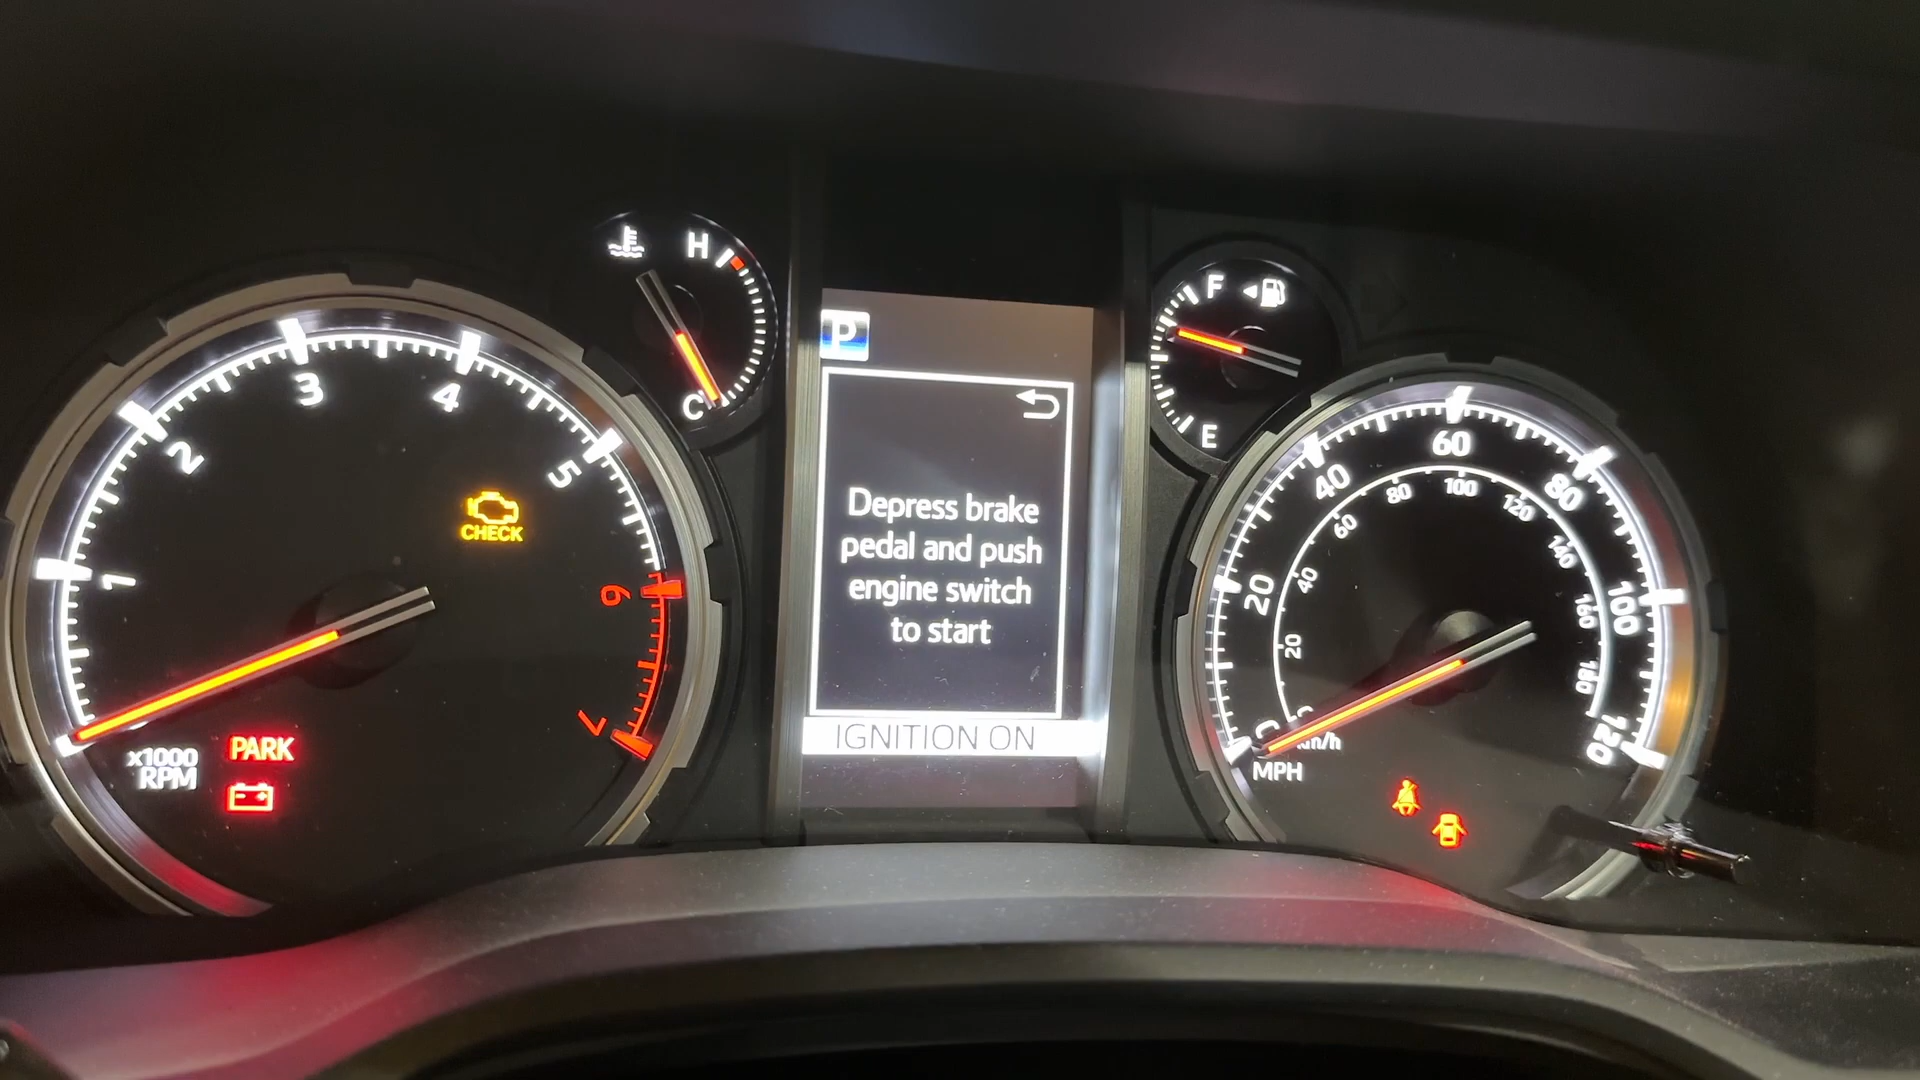 1
2
3
4
5
6
7
x1000
RPM
CHECK
PARK
H
C
P
Depress brake
pedal and push
engine switch
to start
IGNITION ON
F
E
0
20
40
60
80
100
120
20
40
60
80
100
120
140
160
180
MPH